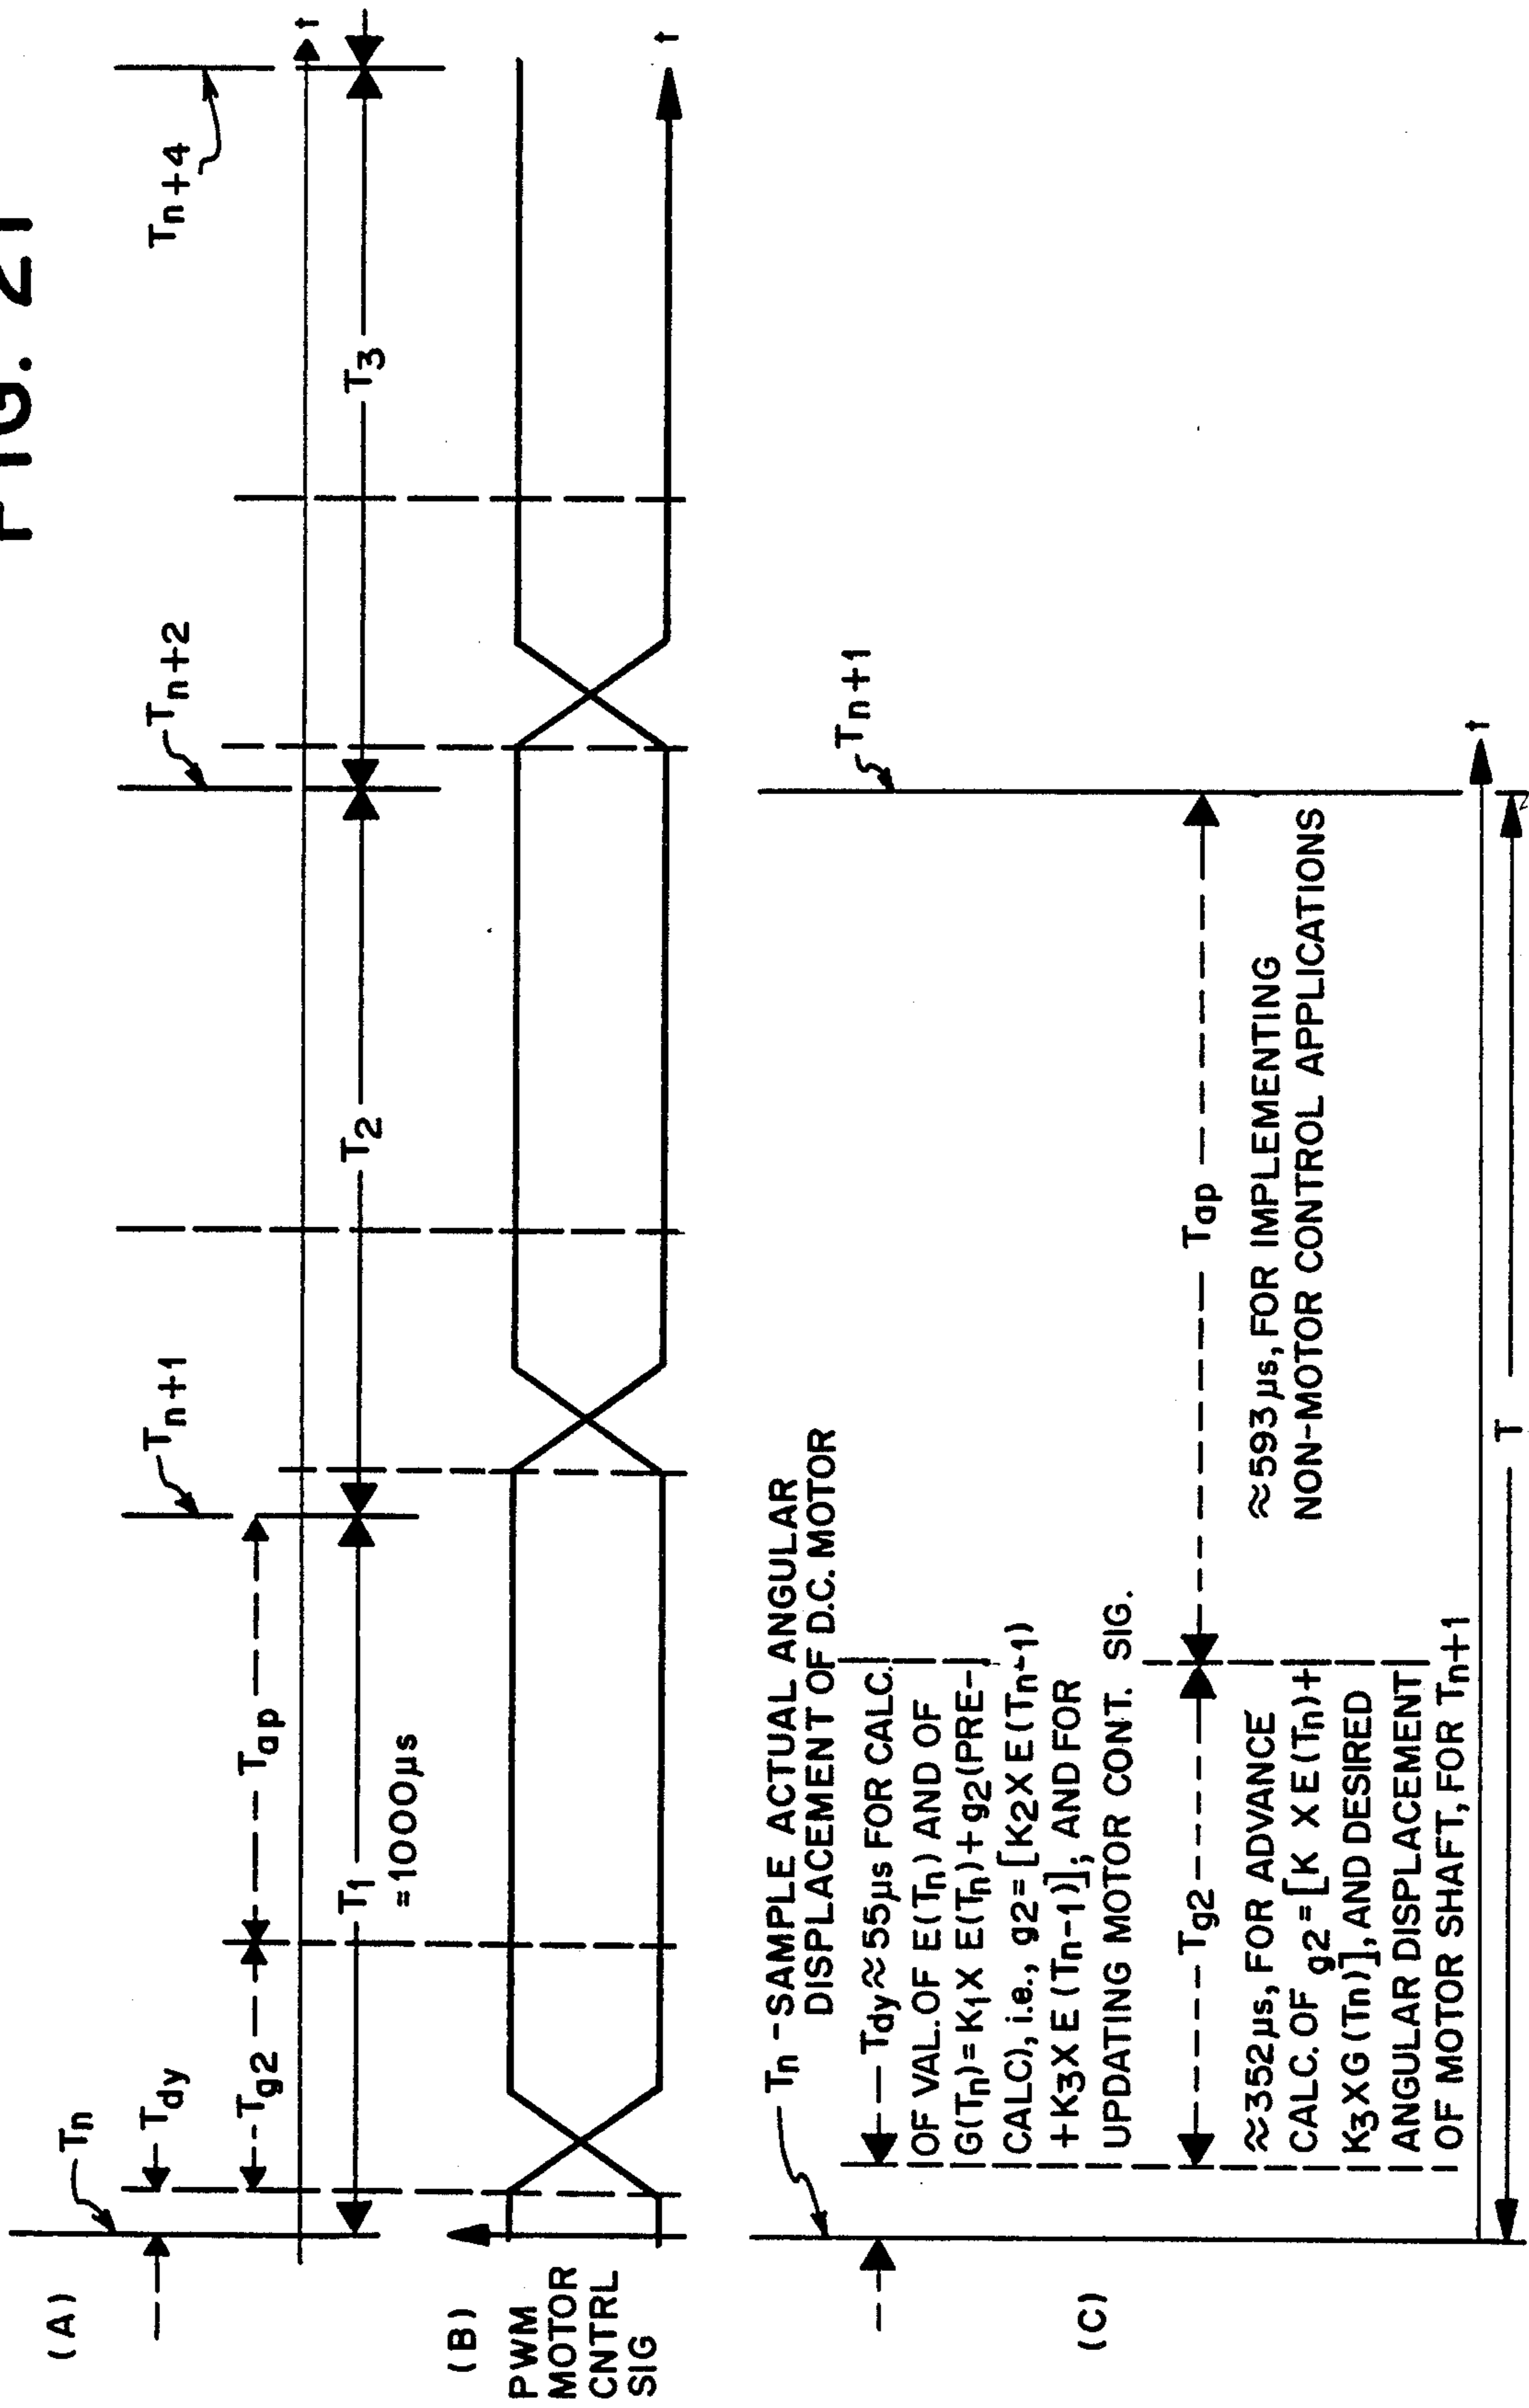 FIG. 21
(A)
Tn
Tn+1
Tn+2
Tn+4
Tdy
Tg2
Tap
t
T1
=1000µs
T2
T3
(B)
PWM
MOTOR
CNTRL
SIG
t
(C)
Tn-SAMPLE ACTUAL ANGULAR
DISPLACEMENT OF D.C. MOTOR
Tn+1
Tdy≈55µs FOR CALC.
OF VAL. OF E(Tn) AND OF
G(Tn)=K1X E(Tn)+g2(PRE-
CALC), i.e., g2=[K2X E(Tn-1)
+K3X E(Tn-1)]; AND FOR
UPDATING MOTOR CONT. SIG.
Tg2
Tap
≈352µs, FOR ADVANCE
CALC. OF g2=[K X E(Tn)+
K3XG(Tn)], AND DESIRED
ANGULAR DISPLACEMENT
OF MOTOR SHAFT, FOR Tn+1
≈593µs, FOR IMPLEMENTING
NON-MOTOR CONTROL APPLICATIONS
t
T